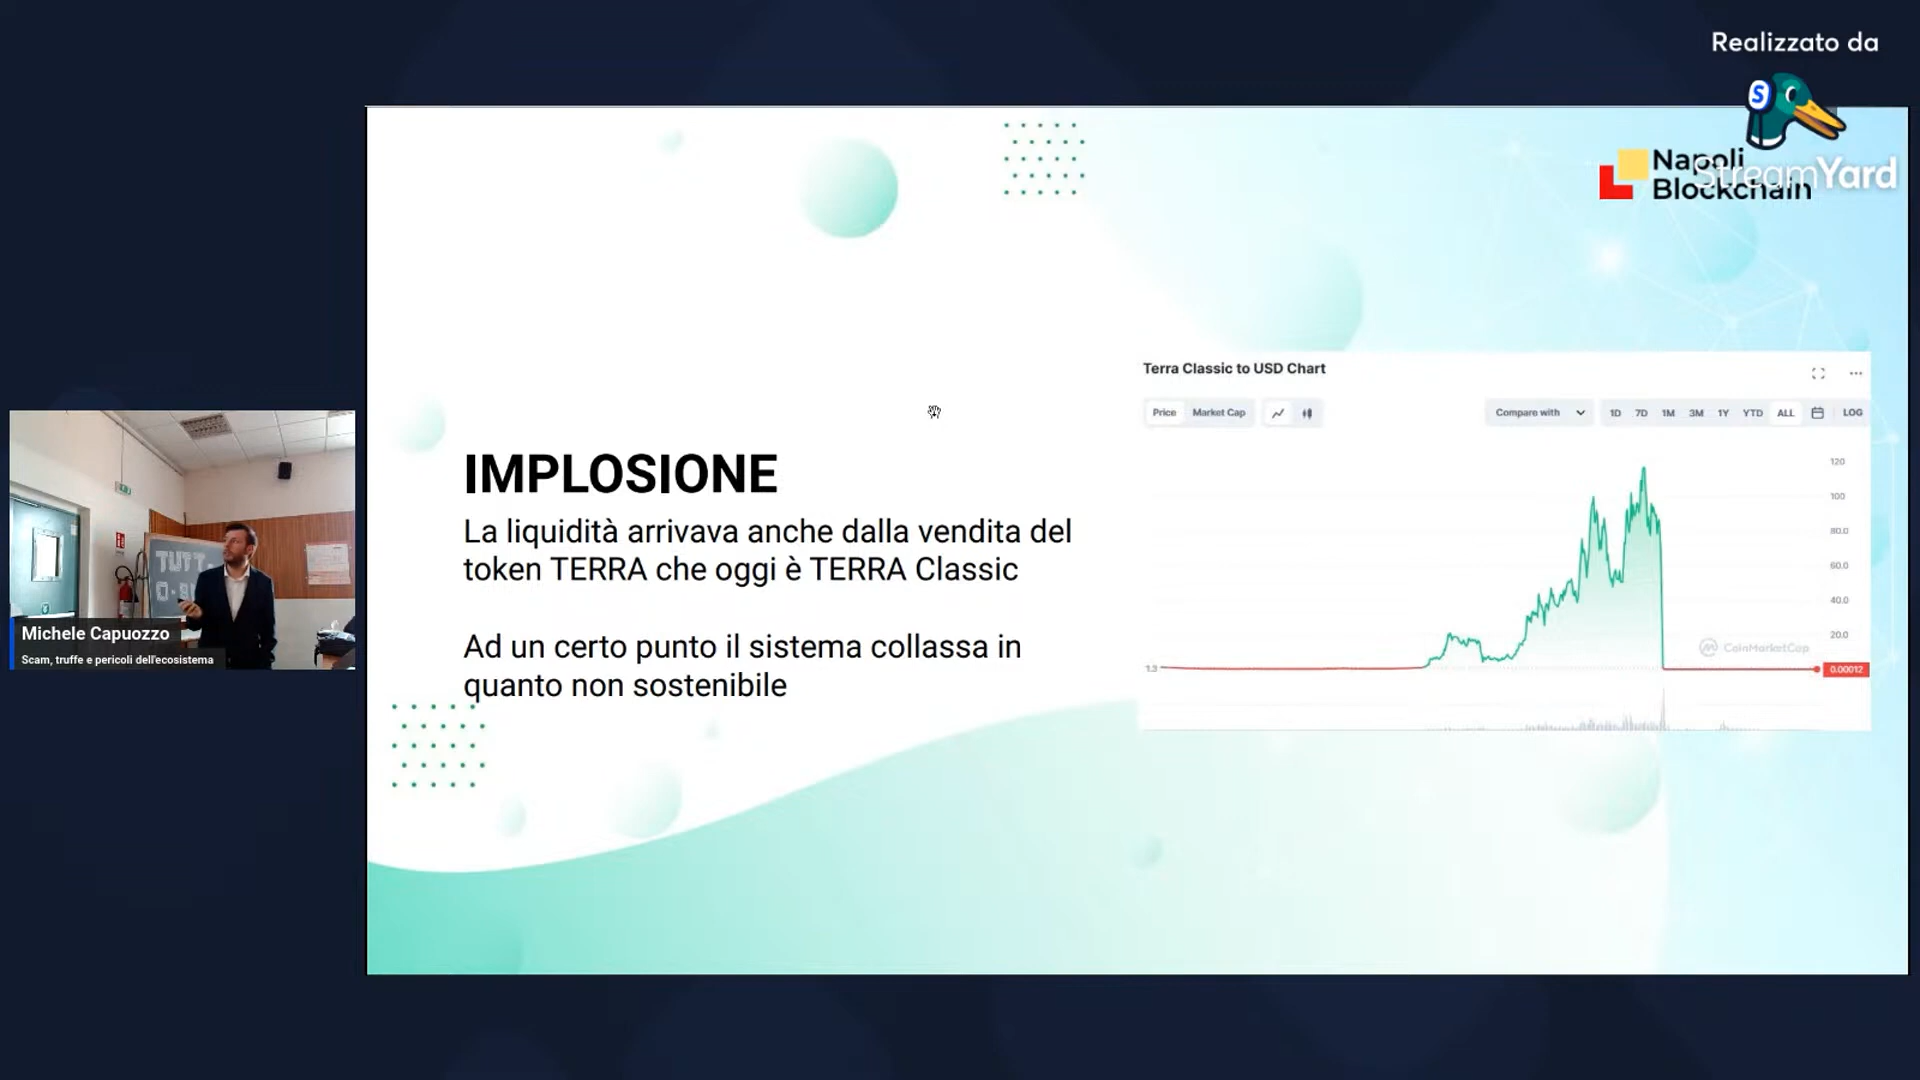 Realizzato da
S
StreamYard
Napoli
Blockchain
Terra Classic to USD Chart
Price
Market Cap
Compare with
1D
7D
1M
3M
1Y
YTD
ALL
LOG
IMPLOSIONE
La liquidità arrivava anche dalla vendita del
token TERRA che oggi è TERRA Classic
Ad un certo punto il sistema collassa in
quanto non sostenibile
120
100
80.0
60.0
40.0
20.0
CoinMarketCap
1.3
0.00012
TUTT
Michele Capuozzo
Scam, truffe e pericoli dell'ecosistema